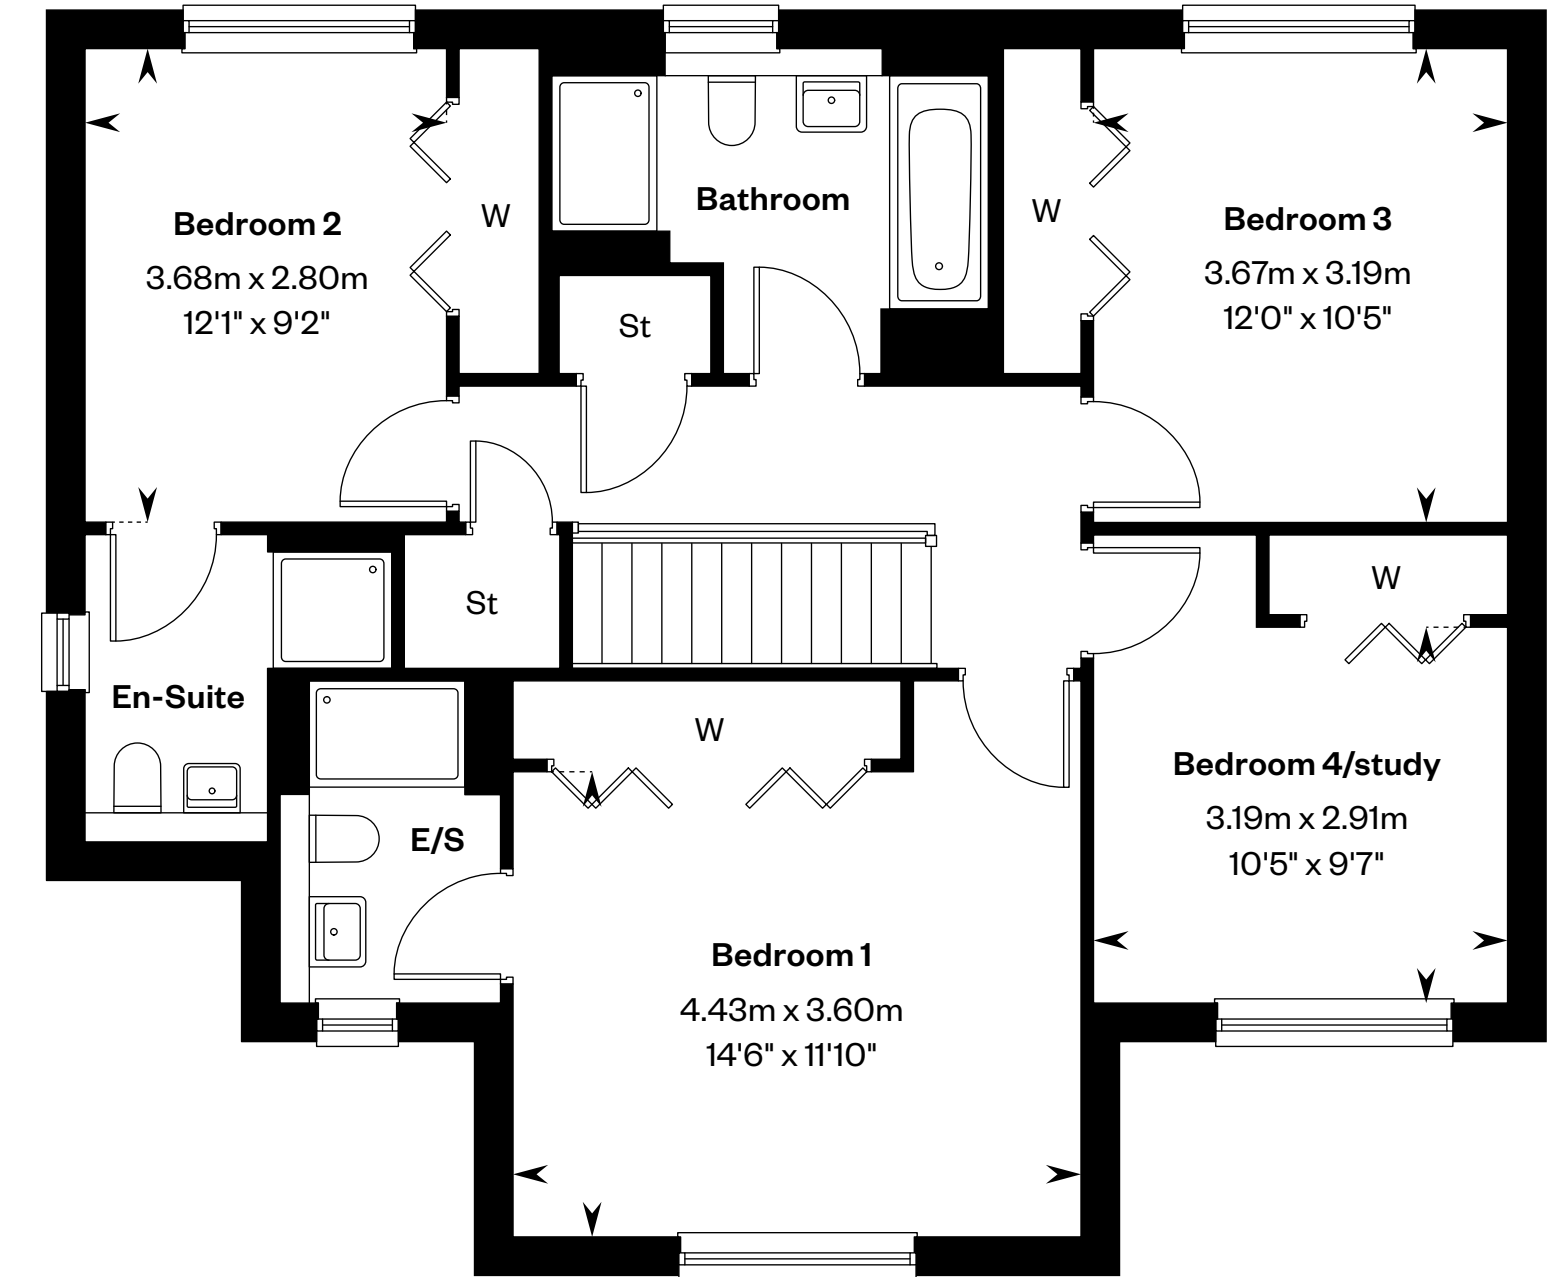 Bedroom 2
3.68m x 2.80m
12'1" x 9'2"
W
Bathroom
St
W
Bedroom 3
3.67m x 3.19m
12'0" x 10'5"
St
En-Suite
E/S
W
Bedroom 1
4.43m x 3.60m
14'6" x 11'10"
W
Bedroom 4/study
3.19m x 2.91m
10'5" x 9'7"